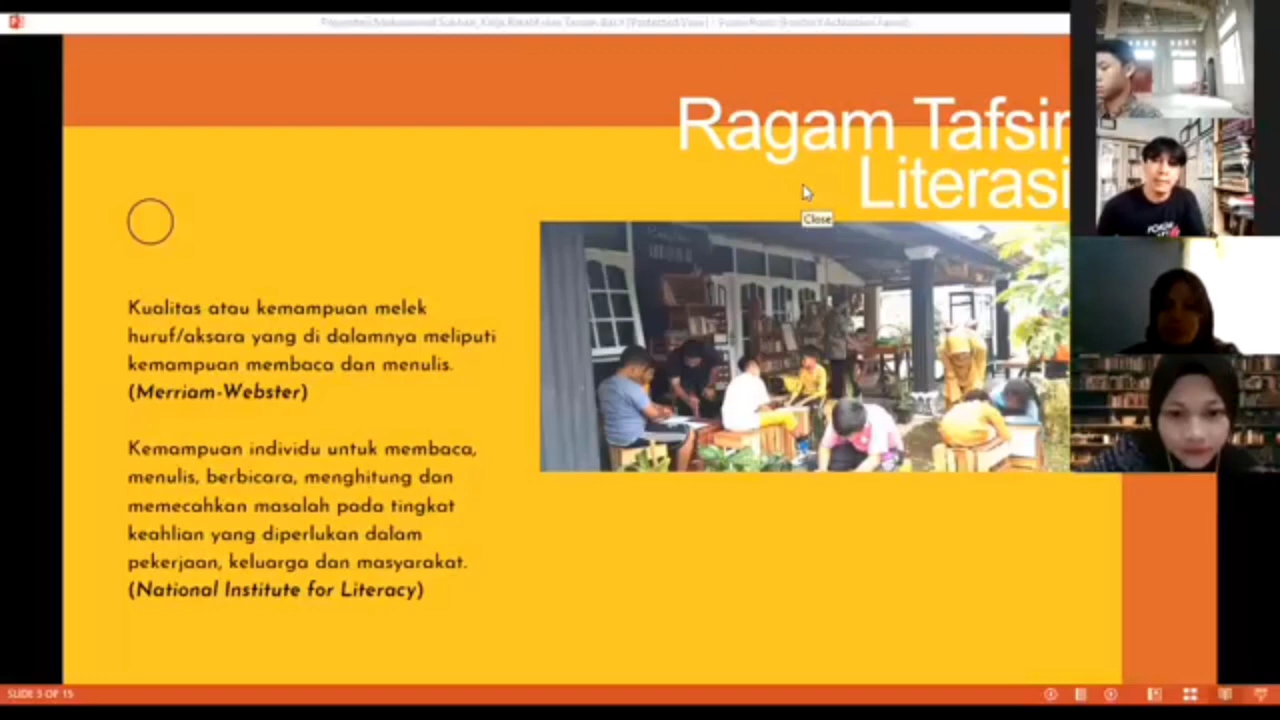 Ragam Tafsir
Literasi
Close
Kualitas atau kemampuan melek
huruf/aksara yang di dalamnya meliputi
kemampuan membaca dan menulis.
(Merriam-Webster)
Kemampuan individu untuk membaca,
menulis, berbicara, menghitung dan
memecahkan masalah pada tingkat
keahlian yang diperlukan dalam
pekerjaan, keluarga dan masyarakat.
(National Institute for Literacy)
SLIDE 3 OF 15